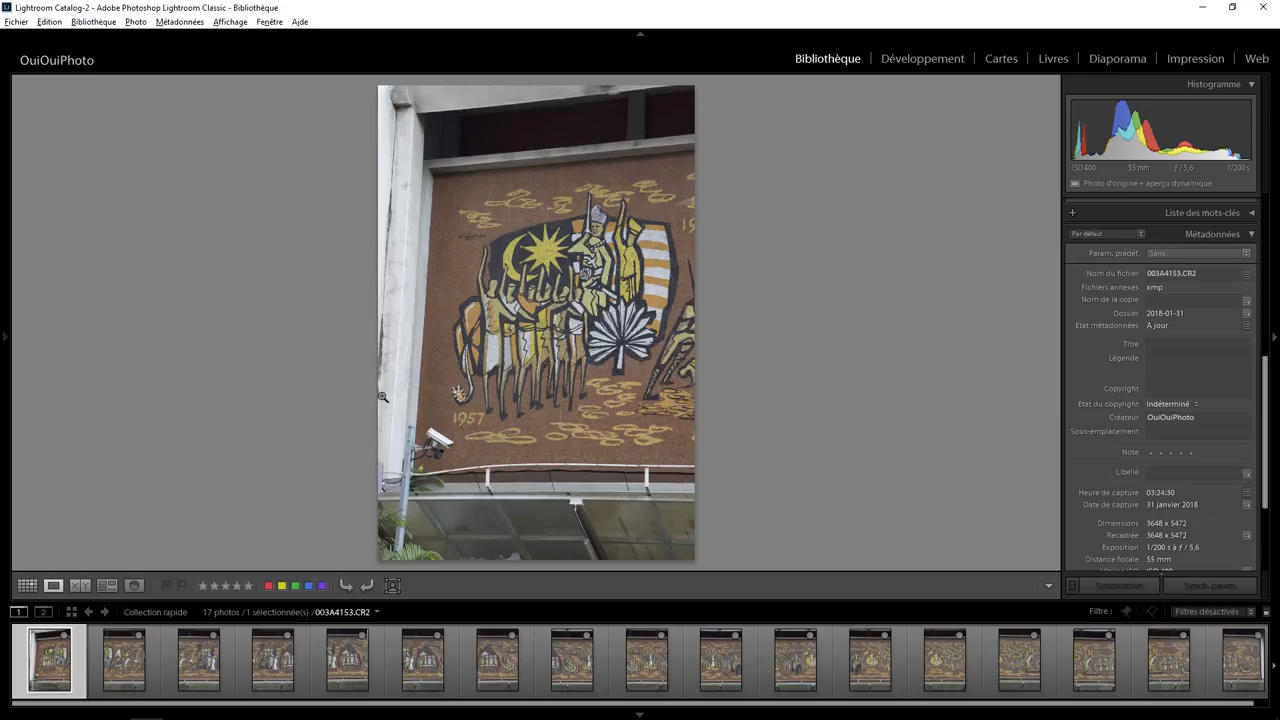 Lightroom Catalog-2 - Adobe Photoshop Lightroom Classic - Bibliothèque
Fichier Édition Bibliothèque Photo Métadonnées Affichage Fenêtre Aide
OuiOuiPhoto
Bibliothèque | Développement | Cartes | Livres | Diaporama | Impression | Web
Histogramme
ISO 400 55 mm ƒ / 5,6 1/200 s
Photo d'origine + aperçu dynamique
+ Liste des mots-clés
Par défaut Métadonnées
Param. prédéf. Sans
Nom du fichier 003A4153.CR2
Fichiers annexes xmp
Nom de la copie
Dossier 2018-01-31
Etat métadonnées A jour
Titre
Légende
Copyright
Etat du copyright Indéterminé
Créateur OuiOuiPhoto
Sous-emplacement
Note
Libellé
Heure de capture 03:24:30
Date de capture 31 janvier 2018
Dimensions 3648 x 5472
Recadrée 3648 x 5472
Exposition 1/200 s à ƒ / 5,6
Distance focale 55 mm
1957
XY
Synchroniser Synch. param.
1 2 Collection rapide 17 photos / 1 sélectionnée(s) / 003A4153.CR2 Filtre : Filtres désactivés